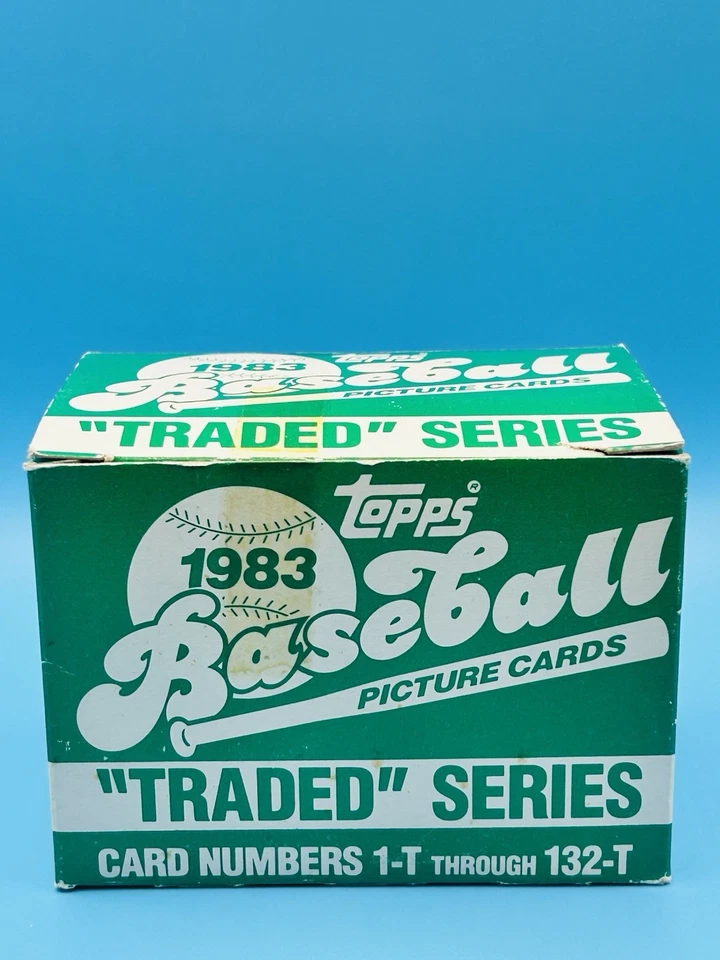 topps
1983
Baseball
PICTURE CARDS
"TRADED" SERIES
topps®
1983
Baseball
PICTURE CARDS
"TRADED" SERIES
CARD NUMBERS 1-T THROUGH 132-T